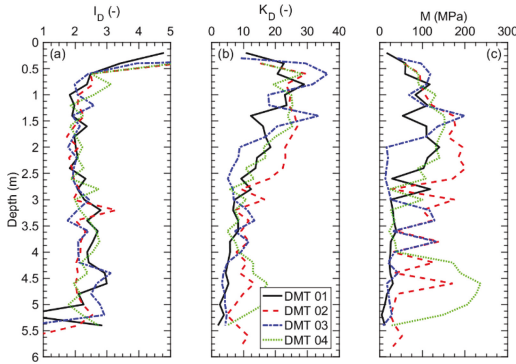 I_D (-)
K_D (-)
M (MPa)
1 2 3 4 5
0 10 20 30 40
0 100 200 300
(a)
(b)
(c)
Depth (m)
0
0.5
1
1.5
2
2.5
3
3.5
4
4.5
5
5.5
6
DMT 01
DMT 02
DMT 03
DMT 04